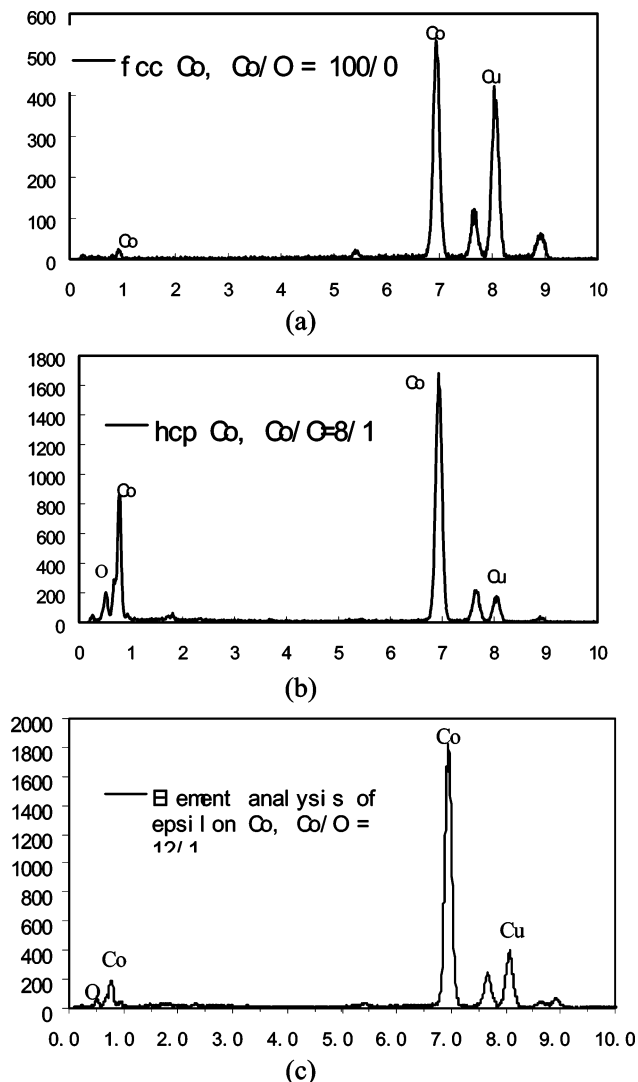 600
500
400
300
200
100
0
fcc Co, Co/O = 100/0
Co
Cu
Co
0 1 2 3 4 5 6 7 8 9 10
(a)
1800
1600
1400
1200
1000
800
600
400
200
0
hcp Co, Co/O=8/1
Co
Co
O
Cu
0 1 2 3 4 5 6 7 8 9 10
(b)
2000
1800
1600
1400
1200
1000
800
600
400
200
0
Element analysis of
epsilon Co, Co/O =
12/1
Co
Cu
Co
O
0.0 1.0 2.0 3.0 4.0 5.0 6.0 7.0 8.0 9.0 10.0
(c)